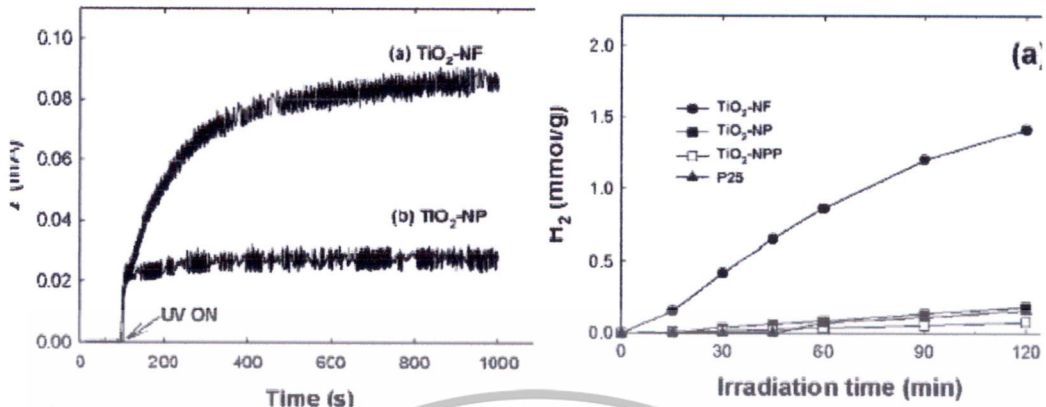 0.10
0.08
0.06
0.04
0.02
0.00
(a) TiO₂-NF
(b) TiO₂-NP
UV ON
0 200 400 600 800 1000
Time (s)
(a)
H₂ (mmol/g)
2.0
1.5
1.0
0.5
0.0
TiO₂-NF
TiO₂-NP
TiO₂-NPP
P25
0 30 60 90 120
Irradiation time (min)